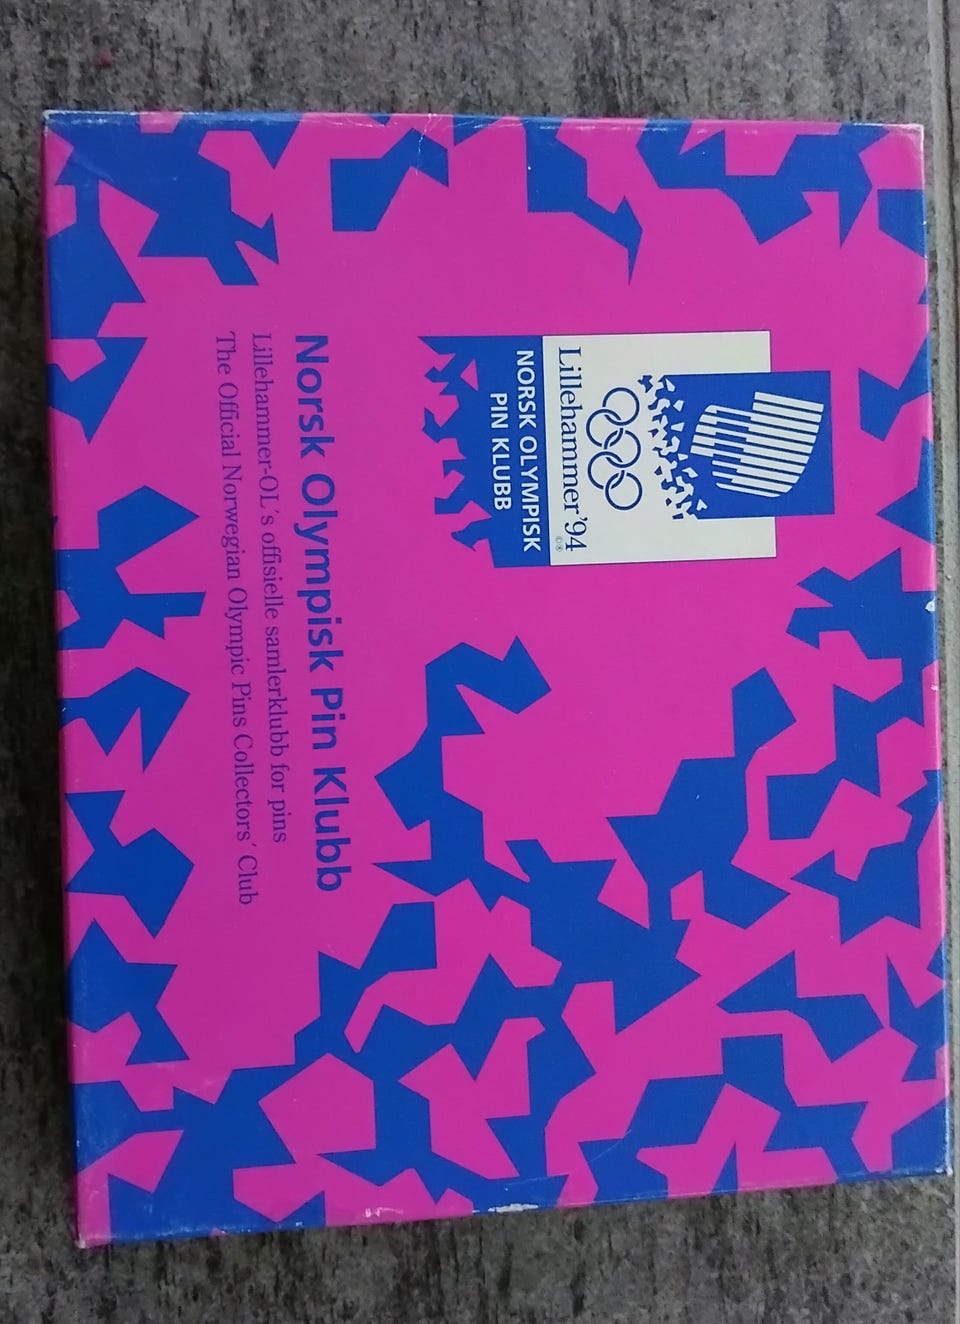 Lillehammer'94
©®
NORSK OLYMPISK
PIN KLUBB
Norsk Olympisk Pin Klubb
Lillehammer-OL´s offisielle samlerklubb for pins
The Official Norwegian Olympic Pins Collectors´ Club